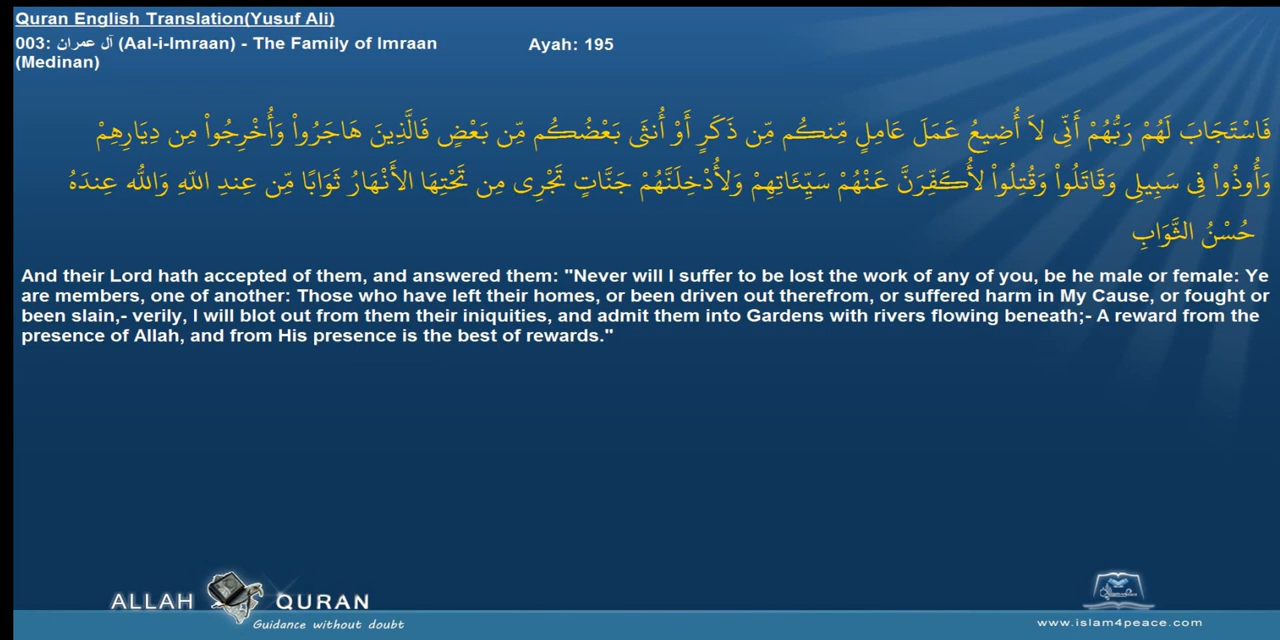 Quran English Translation(Yusuf Ali)
003: آل عمران (Aal-i-Imraan) - The Family of Imraan
(Medinan)
Ayah: 195
فَاسْتَجَابَ لَهُمْ رَبُّهُمْ أَنِّي لاَ أُضِيعُ عَمَلَ عَامِلٍ مِّنكُم مِّن ذَكَرٍ أَوْ أُنثَى بَعْضُكُم مِّن بَعْضٍ فَالَّذِينَ هَاجَرُواْ وَأُخْرِجُواْ مِن دِيَارِهِمْ
وَأُوذُواْ فِي سَبِيلِي وَقَاتَلُواْ وَقُتِلُواْ لأُكَفِّرَنَّ عَنْهُمْ سَيِّئَاتِهِمْ وَلأُدْخِلَنَّهُمْ جَنَّاتٍ تَجْرِي مِن تَحْتِهَا الأَنْهَارُ ثَوَابًا مِّن عِندِ اللّهِ وَاللّه عِندَهُ
حُسْنُ الثَّوَابِ
And their Lord hath accepted of them, and answered them: "Never will I suffer to be lost the work of any of you, be he male or female: Ye
are members, one of another: Those who have left their homes, or been driven out therefrom, or suffered harm in My Cause, or fought or
been slain,- verily, I will blot out from them their iniquities, and admit them into Gardens with rivers flowing beneath;- A reward from the
presence of Allah, and from His presence is the best of rewards."
ALLAH QURAN
Guidance without doubt
www.islam4peace.com